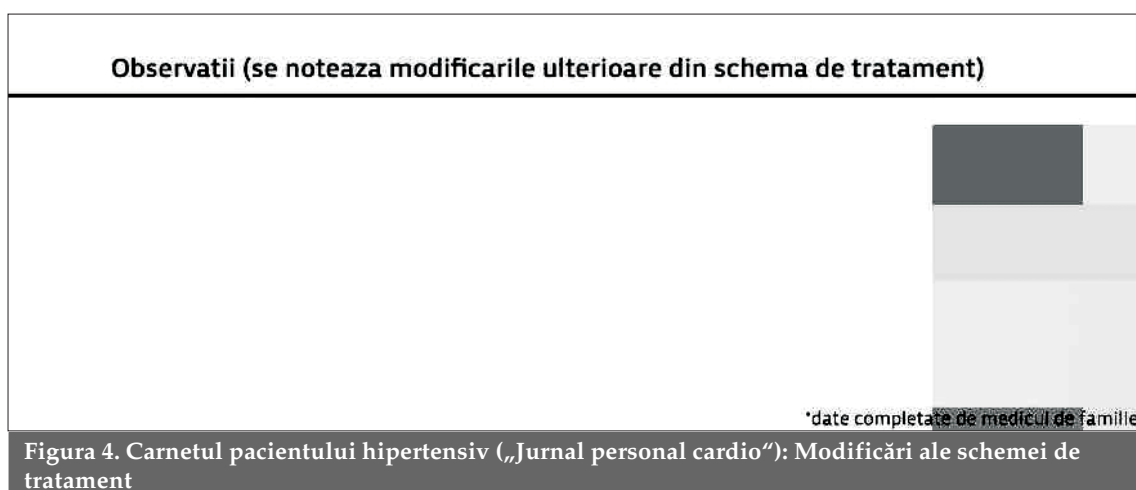 Observatii (se noteaza modificarile ulterioare din schema de tratament)
*date completate de medicul de familie
Figura 4. Carnetul pacientului hipertensiv („Jurnal personal cardio“): Modificări ale schemei de
tratament